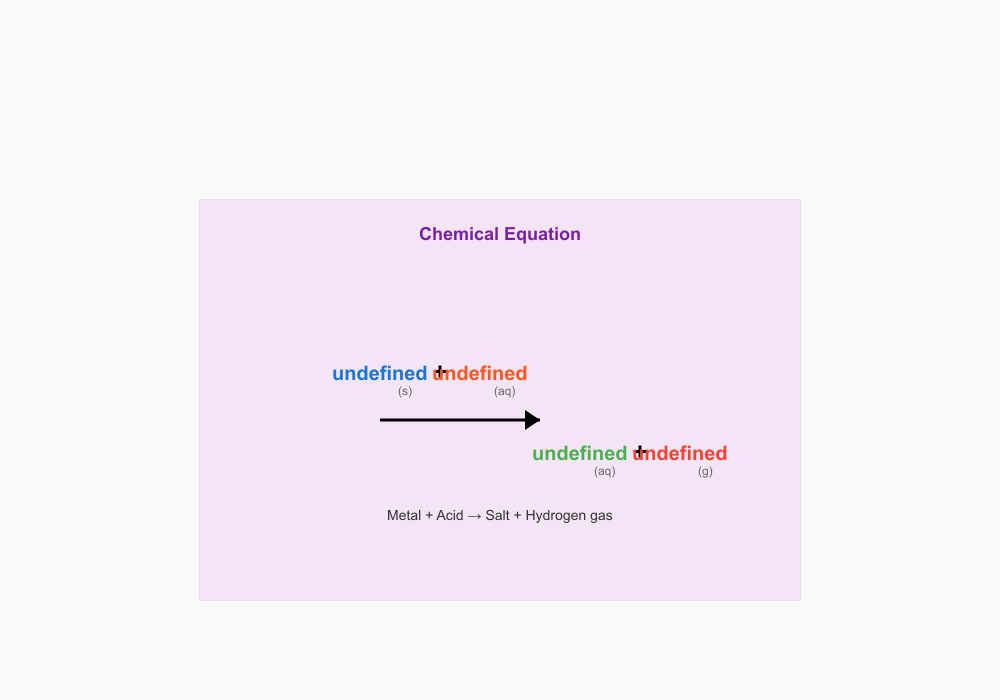 Chemical Equation
undefined + undefined
(s) (aq)
undefined + undefined
(aq) (g)
Metal + Acid → Salt + Hydrogen gas